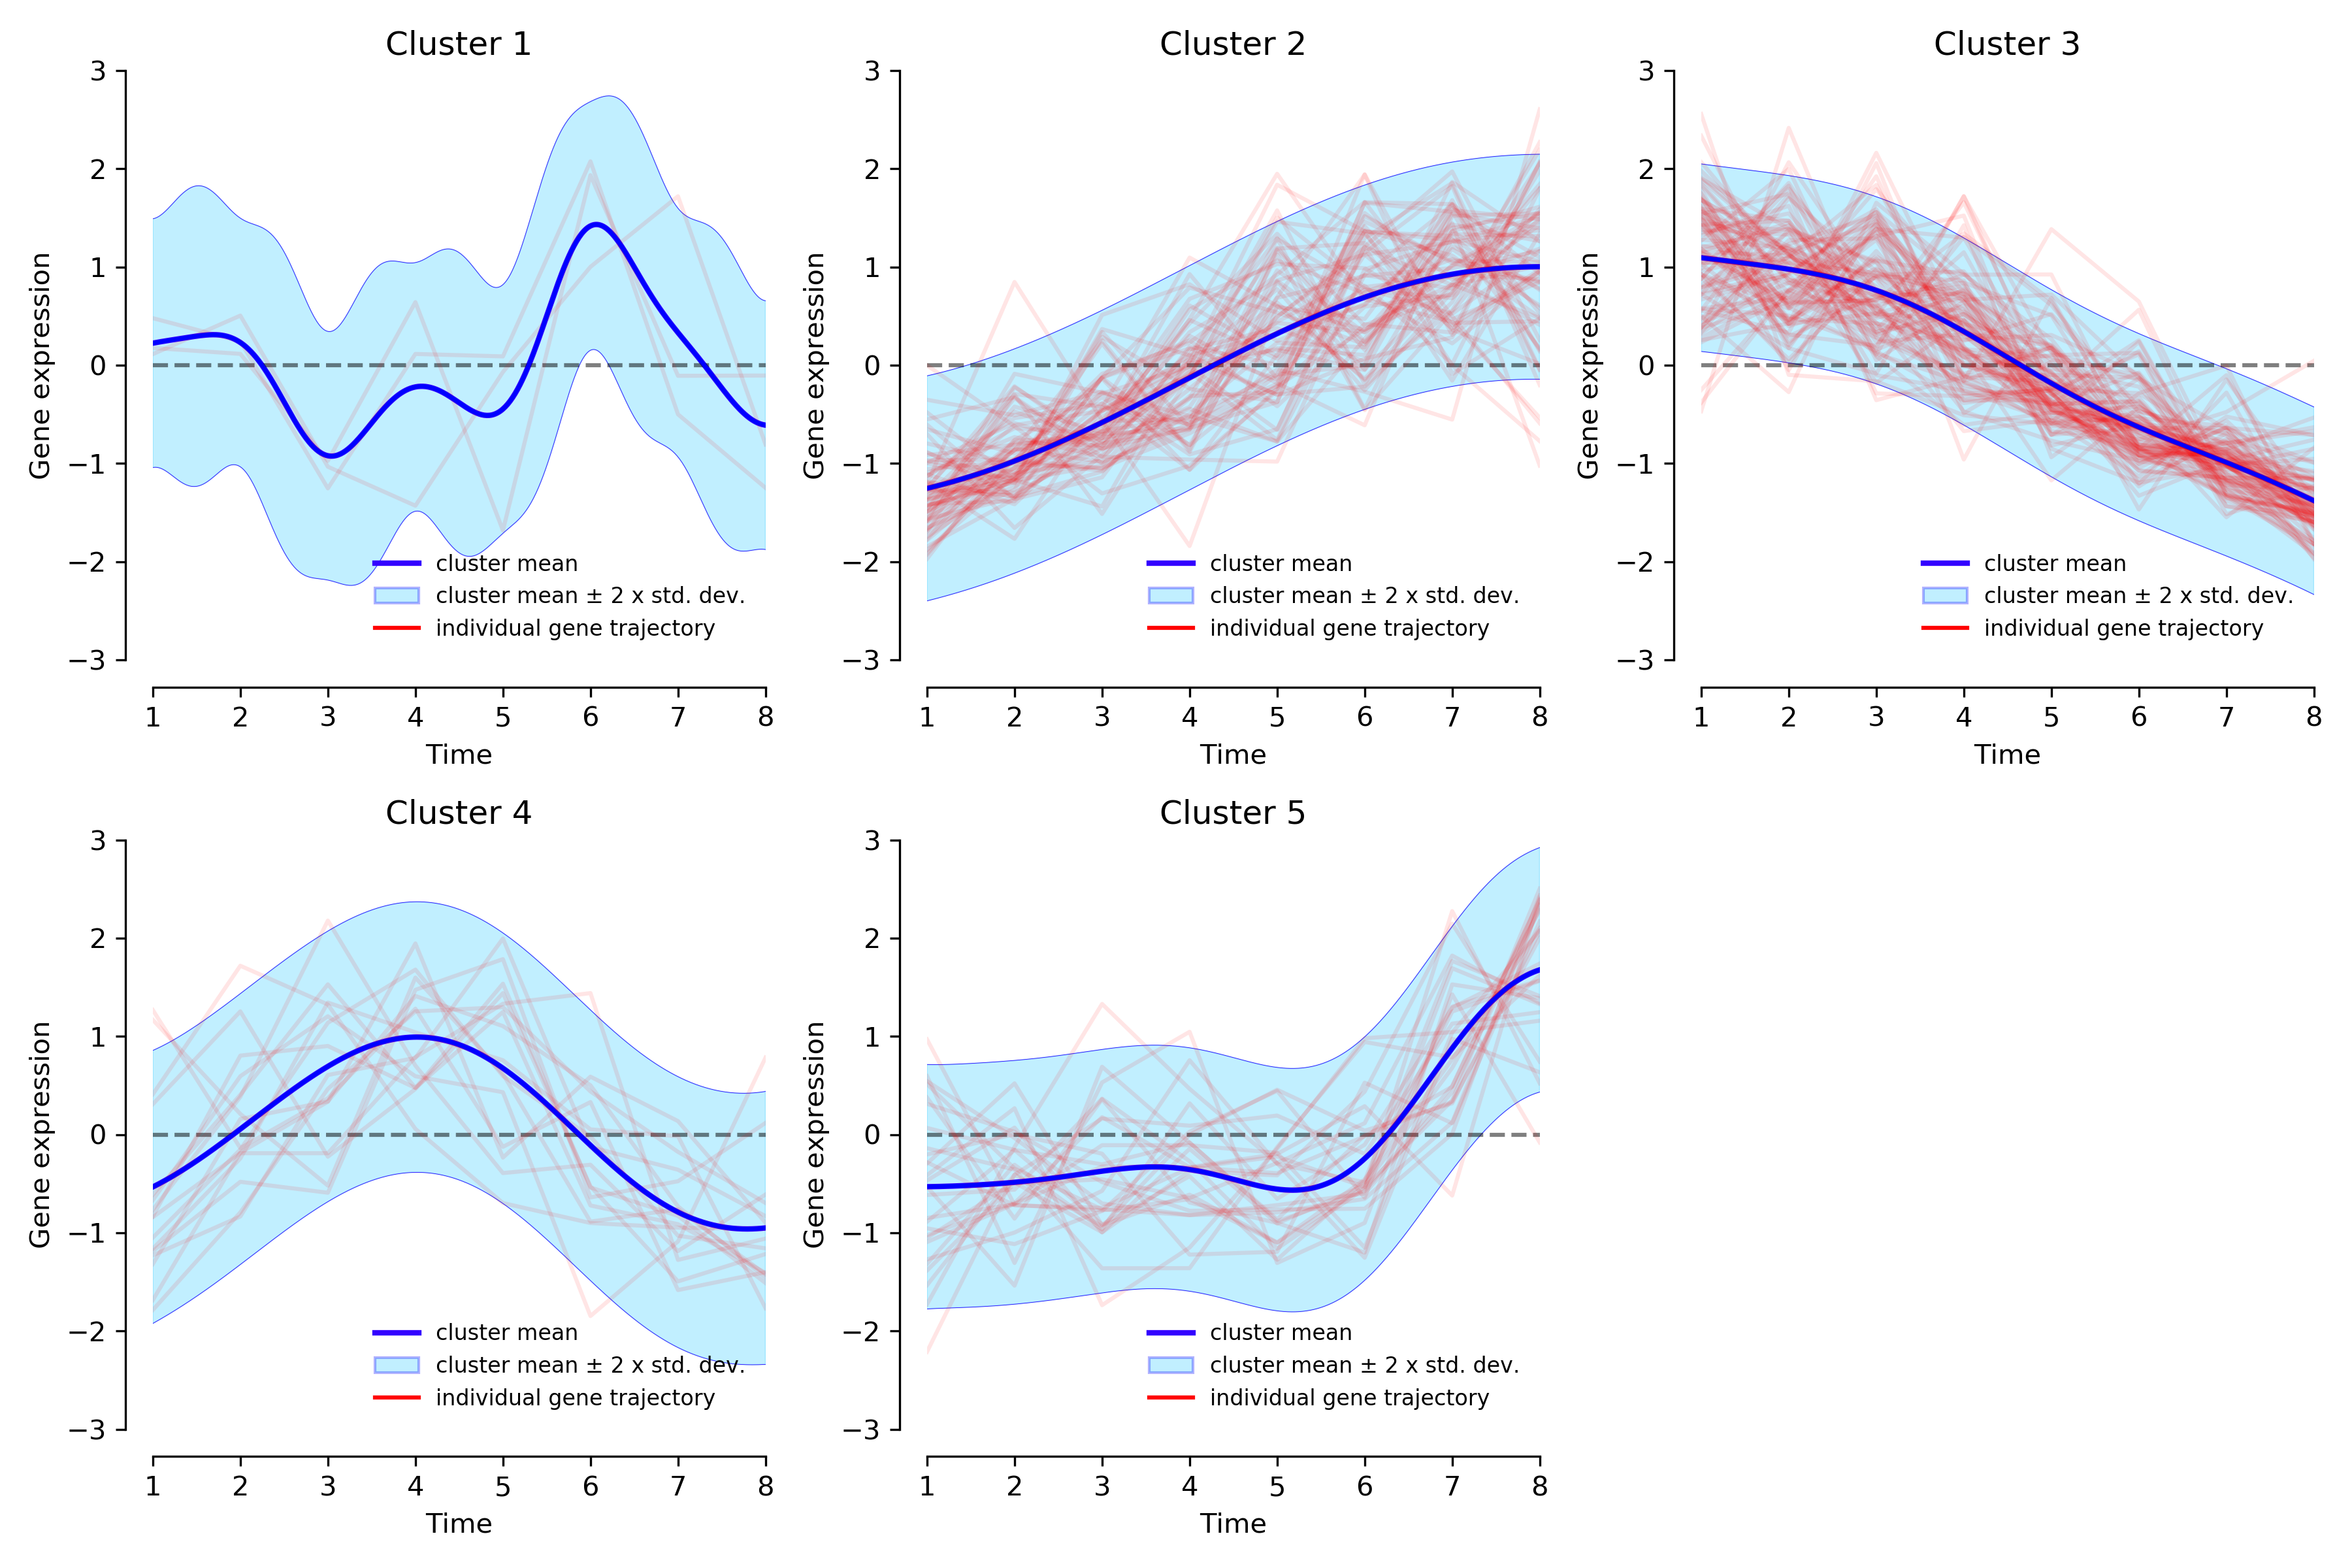 Cluster 1
Gene expression
3
2
1
0
−1
−2
−3
cluster mean
cluster mean ± 2 x std. dev.
individual gene trajectory
1 2 3 4 5 6 7 8
Time
Cluster 2
Gene expression
3
2
1
0
−1
−2
−3
cluster mean
cluster mean ± 2 x std. dev.
individual gene trajectory
1 2 3 4 5 6 7 8
Time
Cluster 3
Gene expression
3
2
1
0
−1
−2
−3
cluster mean
cluster mean ± 2 x std. dev.
individual gene trajectory
1 2 3 4 5 6 7 8
Time
Cluster 4
Gene expression
3
2
1
0
−1
−2
−3
cluster mean
cluster mean ± 2 x std. dev.
individual gene trajectory
1 2 3 4 5 6 7 8
Time
Cluster 5
Gene expression
3
2
1
0
−1
−2
−3
cluster mean
cluster mean ± 2 x std. dev.
individual gene trajectory
1 2 3 4 5 6 7 8
Time